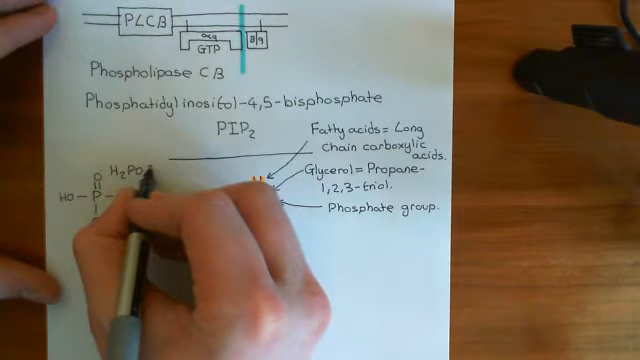 PLCβ
αq
GTP
β|γ
Phospholipase Cβ
Phosphatidylinositol-4,5-bisphosphate
PIP₂
Fatty acids = Long
chain carboxylic
acids.
Glycerol = Propane-
1,2,3-triol.
Phosphate group.
H₂PO
O
HO-P-